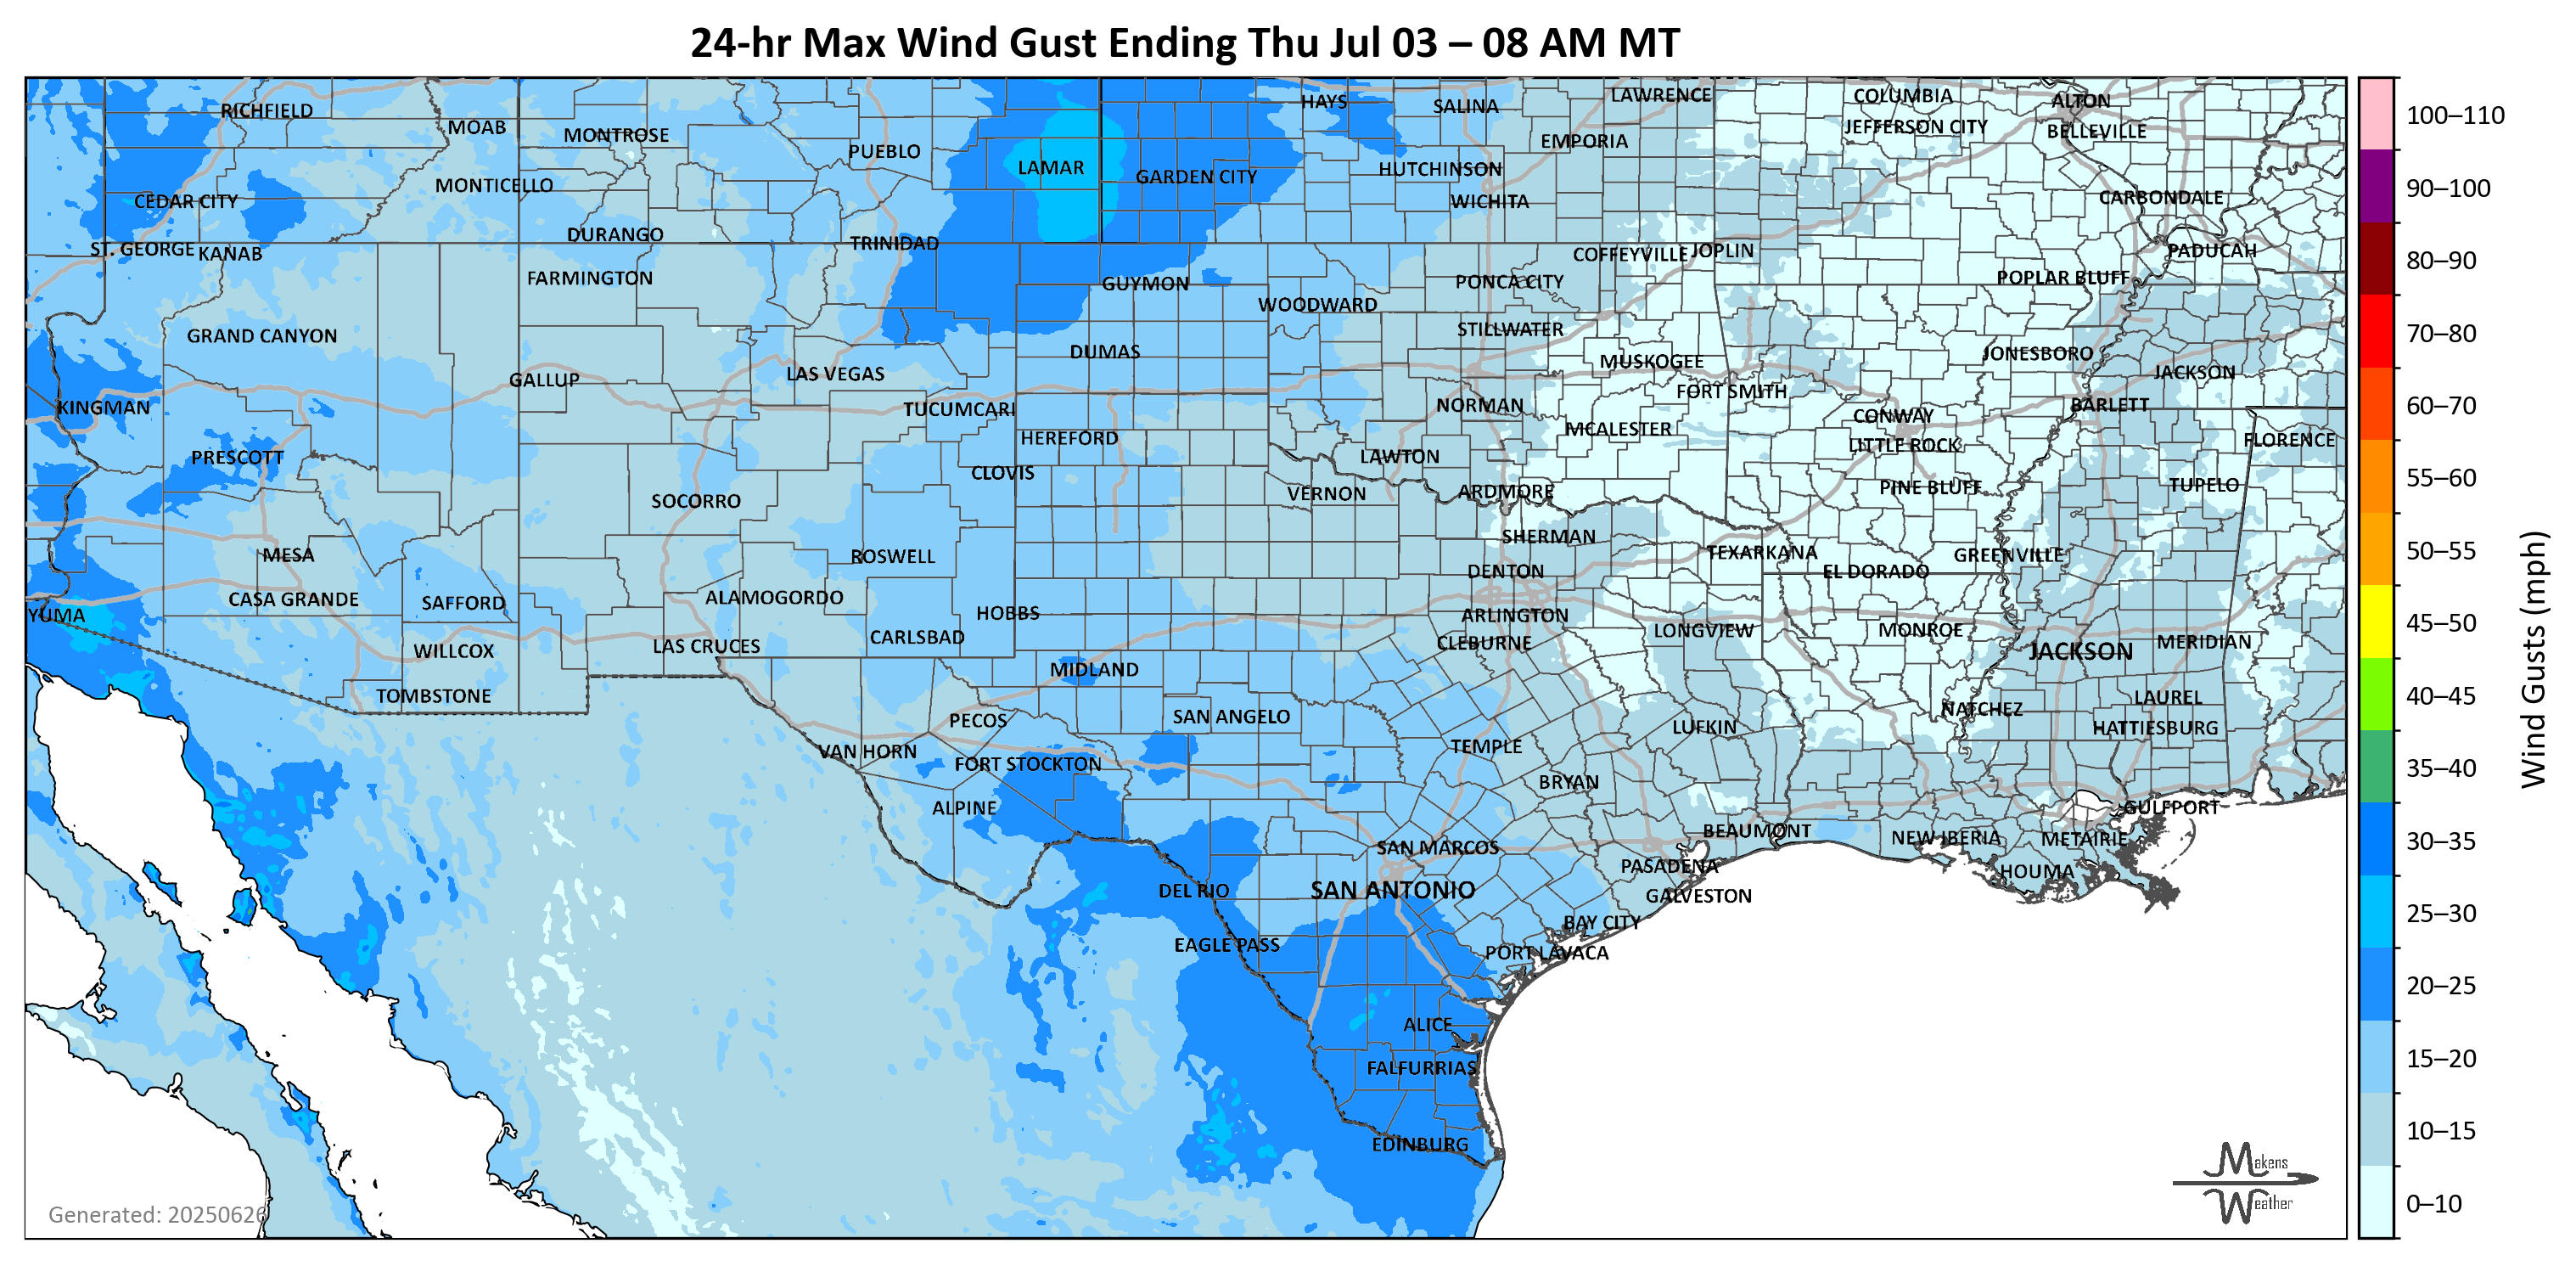 24-hr Max Wind Gust Ending Thu Jul 03 – 08 AM MT
RICHFIELD
MOAB
MONTROSE
PUEBLO
LAMAR
GARDEN CITY
HAYS
SALINA
HUTCHINSON
WICHITA
EMPORIA
LAWRENCE
COLUMBIA
JEFFERSON CITY
ALTON
BELLEVILLE
CARBONDALE
PADUCAH
CEDAR CITY
MONTICELLO
ST. GEORGE
KANAB
DURANGO
TRINIDAD
FARMINGTON
GUYMON
WOODWARD
PONCA CITY
COFFEYVILLE
JOPLIN
POPLAR BLUFF
GRAND CANYON
DUMAS
STILLWATER
MUSKOGEE
JONESBORO
JACKSON
GALLUP
LAS VEGAS
FORT SMITH
KINGMAN
TUCUMCARI
NORMAN
CONWAY
BARLETT
HEREFORD
MCALESTER
LITTLE ROCK
FLORENCE
PRESCOTT
CLOVIS
LAWTON
SOCORRO
VERNON
ARDMORE
PINE BLUFF
TUPELO
MESA
ROSWELL
SHERMAN
TEXARKANA
GREENVILLE
DENTON
EL DORADO
CASA GRANDE
SAFFORD
ALAMOGORDO
HOBBS
ARLINGTON
YUMA
WILLCOX
LAS CRUCES
CARLSBAD
CLEBURNE
LONGVIEW
MONROE
JACKSON
MERIDIAN
TOMBSTONE
MIDLAND
PECOS
SAN ANGELO
LUFKIN
NATCHEZ
LAUREL
HATTIESBURG
VAN HORN
FORT STOCKTON
TEMPLE
BRYAN
ALPINE
BEAUMONT
NEW IBERIA
METAIRIE
GULFPORT
SAN MARCOS
PASADENA
HOUMA
DEL RIO
SAN ANTONIO
GALVESTON
BAY CITY
EAGLE PASS
PORT LAVACA
ALICE
FALFURRIAS
EDINBURG
Generated: 20250626
Makens
Weather
100–110
90–100
80–90
70–80
60–70
55–60
50–55
45–50
40–45
35–40
30–35
25–30
20–25
15–20
10–15
0–10
Wind Gusts (mph)